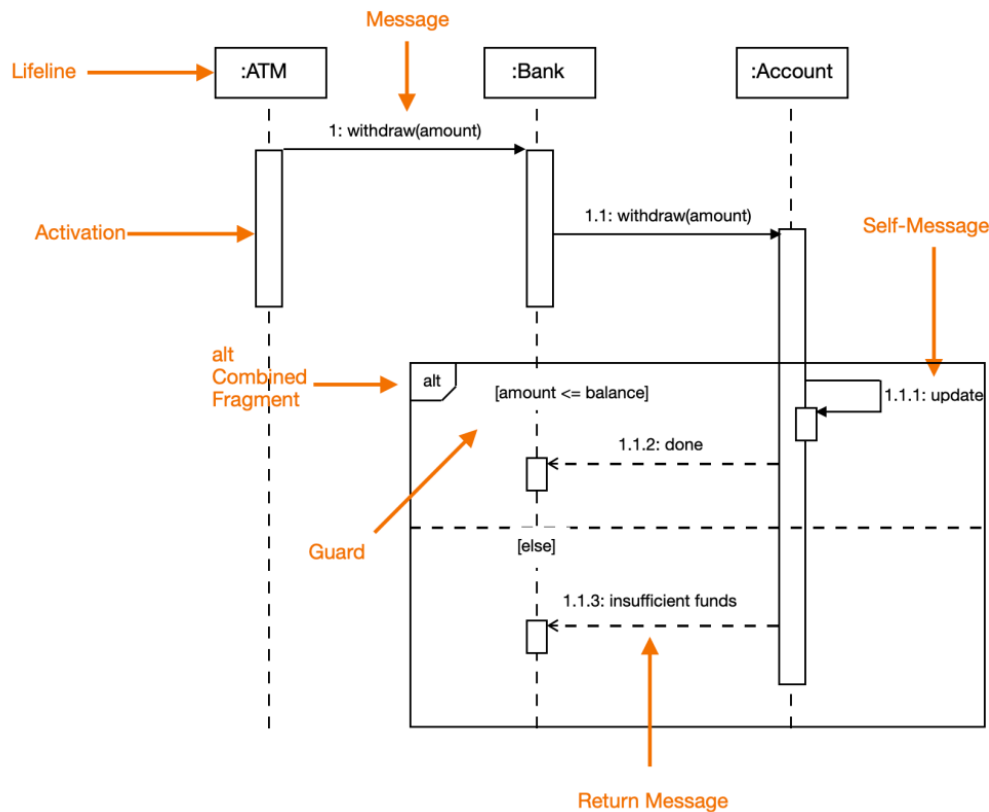 Message
Lifeline
:ATM
:Bank
:Account
1: withdraw(amount)
Activation
1.1: withdraw(amount)
Self-Message
alt
Combined
Fragment
alt
[amount <= balance]
1.1.1: update
1.1.2: done
Guard
[else]
1.1.3: insufficient funds
Return Message